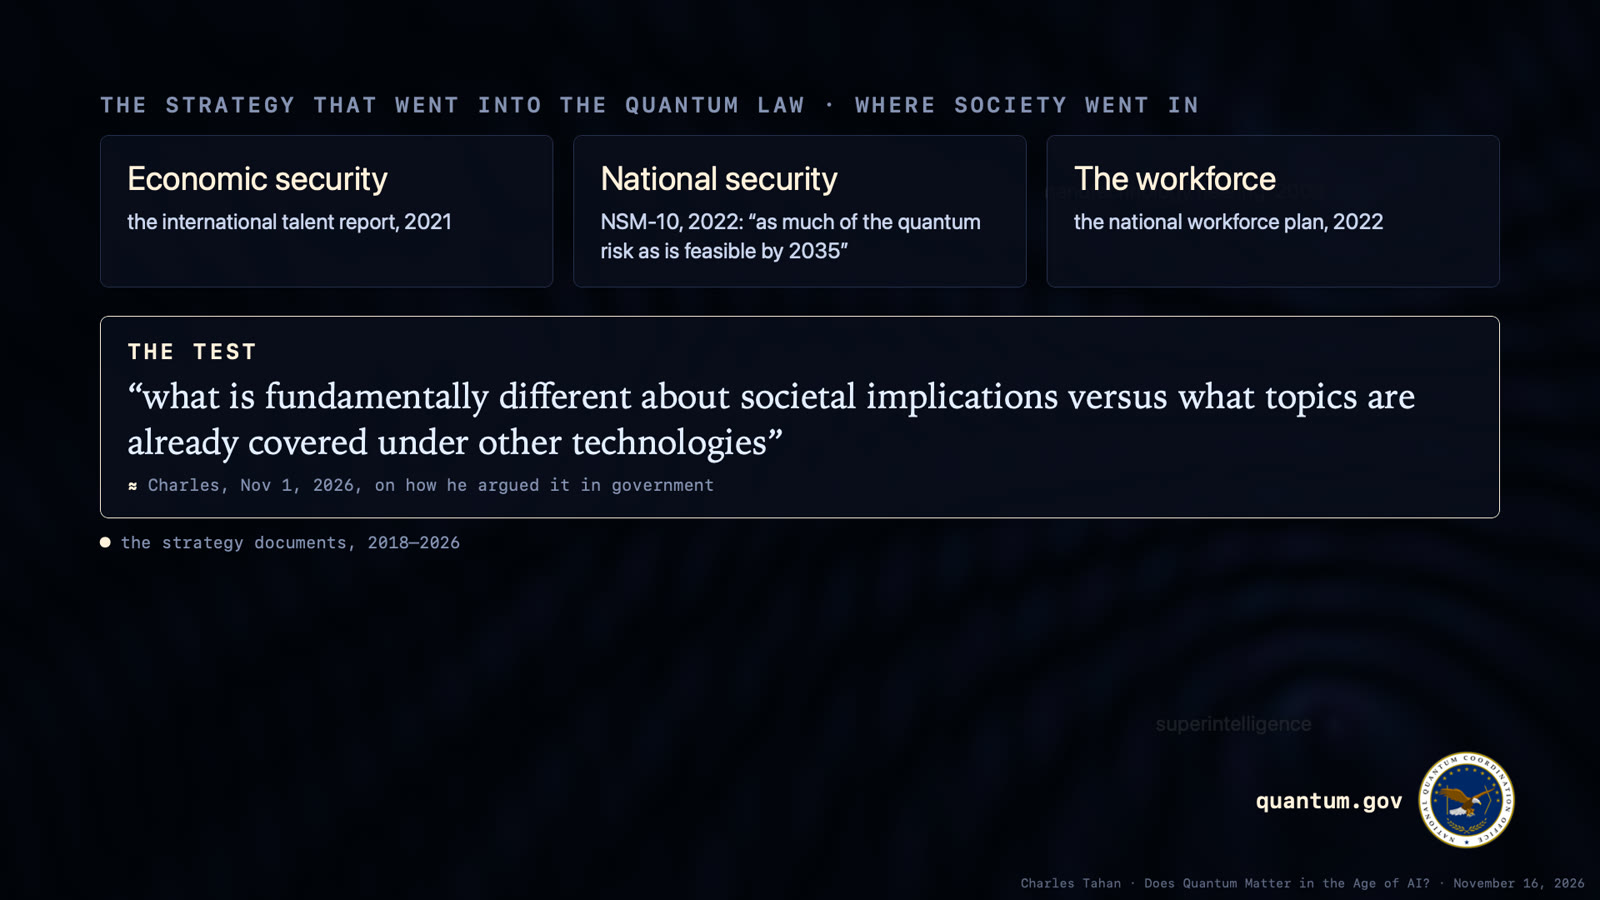 THE STRATEGY THAT WENT INTO THE QUANTUM LAW · WHERE SOCIETY WENT IN
Economic security
the international talent report, 2021
National security
NSM-10, 2022: “as much of the quantum
risk as is feasible by 2035”
The workforce
the national workforce plan, 2022
THE TEST
“what is fundamentally different about societal implications versus what topics are
already covered under other technologies”
≈ Charles, Nov 1, 2026, on how he argued it in government
the strategy documents, 2018–2026
superintelligence
quantum.gov
NATIONAL QUANTUM COORDINATION OFFICE
Charles Tahan · Does Quantum Matter in the Age of AI? · November 16, 2026